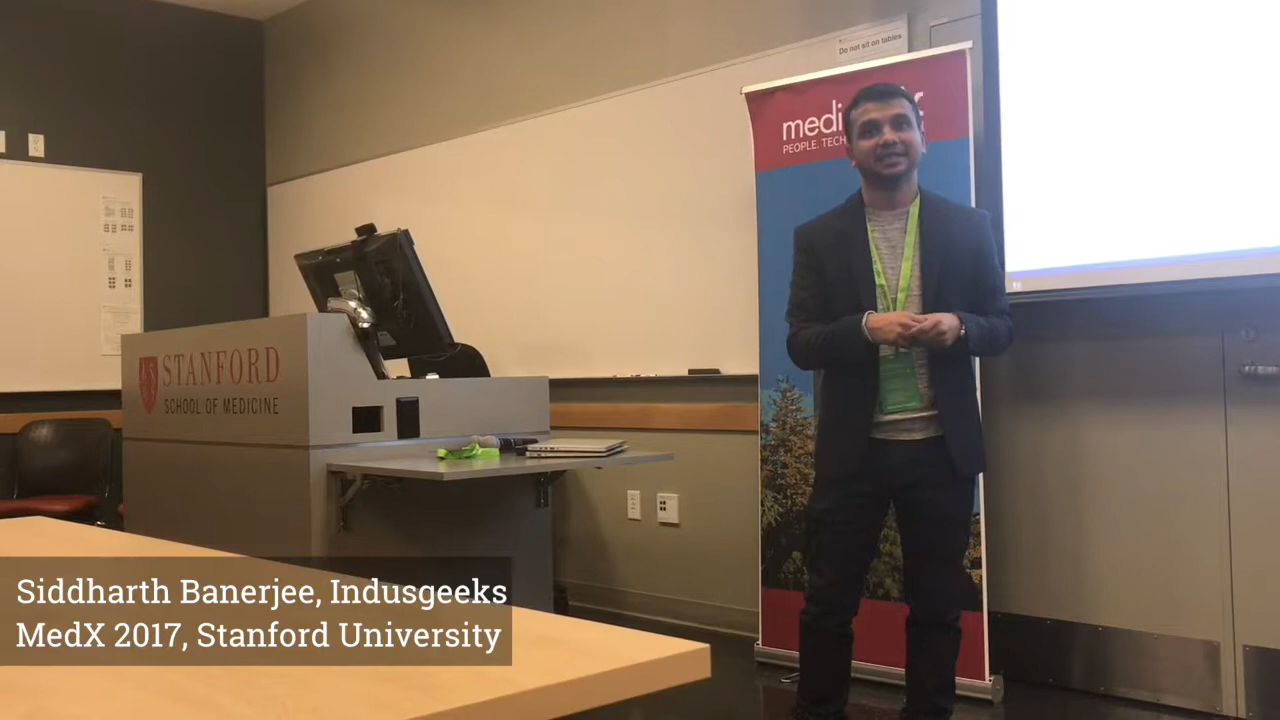 Do not sit on tables
medi
PEOPLE. TECH
STANFORD
SCHOOL OF MEDICINE
Siddharth Banerjee, Indusgeeks
MedX 2017, Stanford University